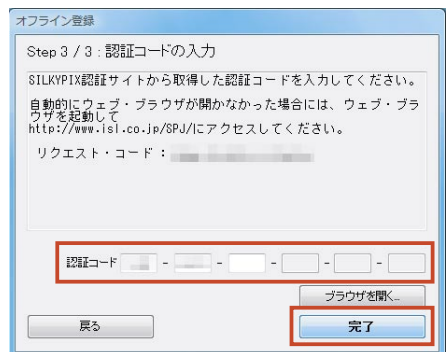 オフライン登録
Step 3 / 3 : 認証コードの入力
SILKYPIX認証サイトから取得した認証コードを入力してください。
自動的にウェブ・ブラウザが開かなかった場合には、ウェブ・ブラ
ウザを起動して
http://www.isl.co.jp/SPJ/にアクセスしてください。
リクエスト・コード :
認証コード - - - - -
ブラウザを開く...
戻る 完了